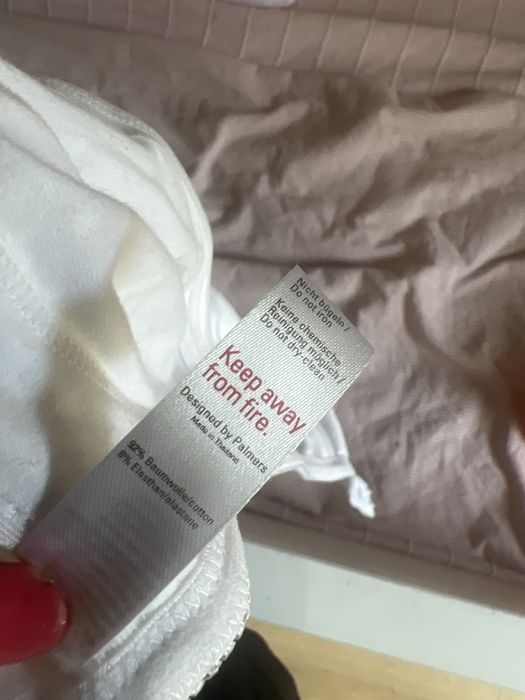 Nicht bügeln/
Do not iron
Keine chemische
Reinigung möglich/
Do not dry-clean
Keep away
from fire.
Designed by Palmers
Made in Thailand
92% Baumwolle/cotton
8% Elasthan/elastane